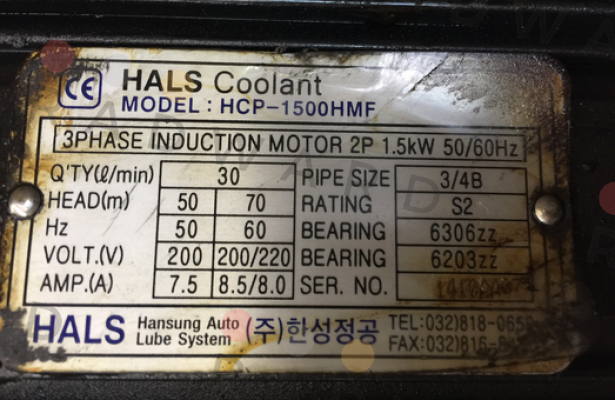 CE HALS Coolant
MODEL : HCP-1500HMF
3PHASE INDUCTION MOTOR 2P 1.5kW 50/60Hz
Q'TY(ℓ/min) 30 PIPE SIZE 3/4B
HEAD(m) 50 70 RATING S2
Hz 50 60 BEARING 6306zz
VOLT.(V) 200 200/220 BEARING 6203zz
AMP.(A) 7.5 8.5/8.0 SER. NO.
HALS Hansung Auto Lube System (주)한성정공
TEL:032)818-065
FAX:032)816-